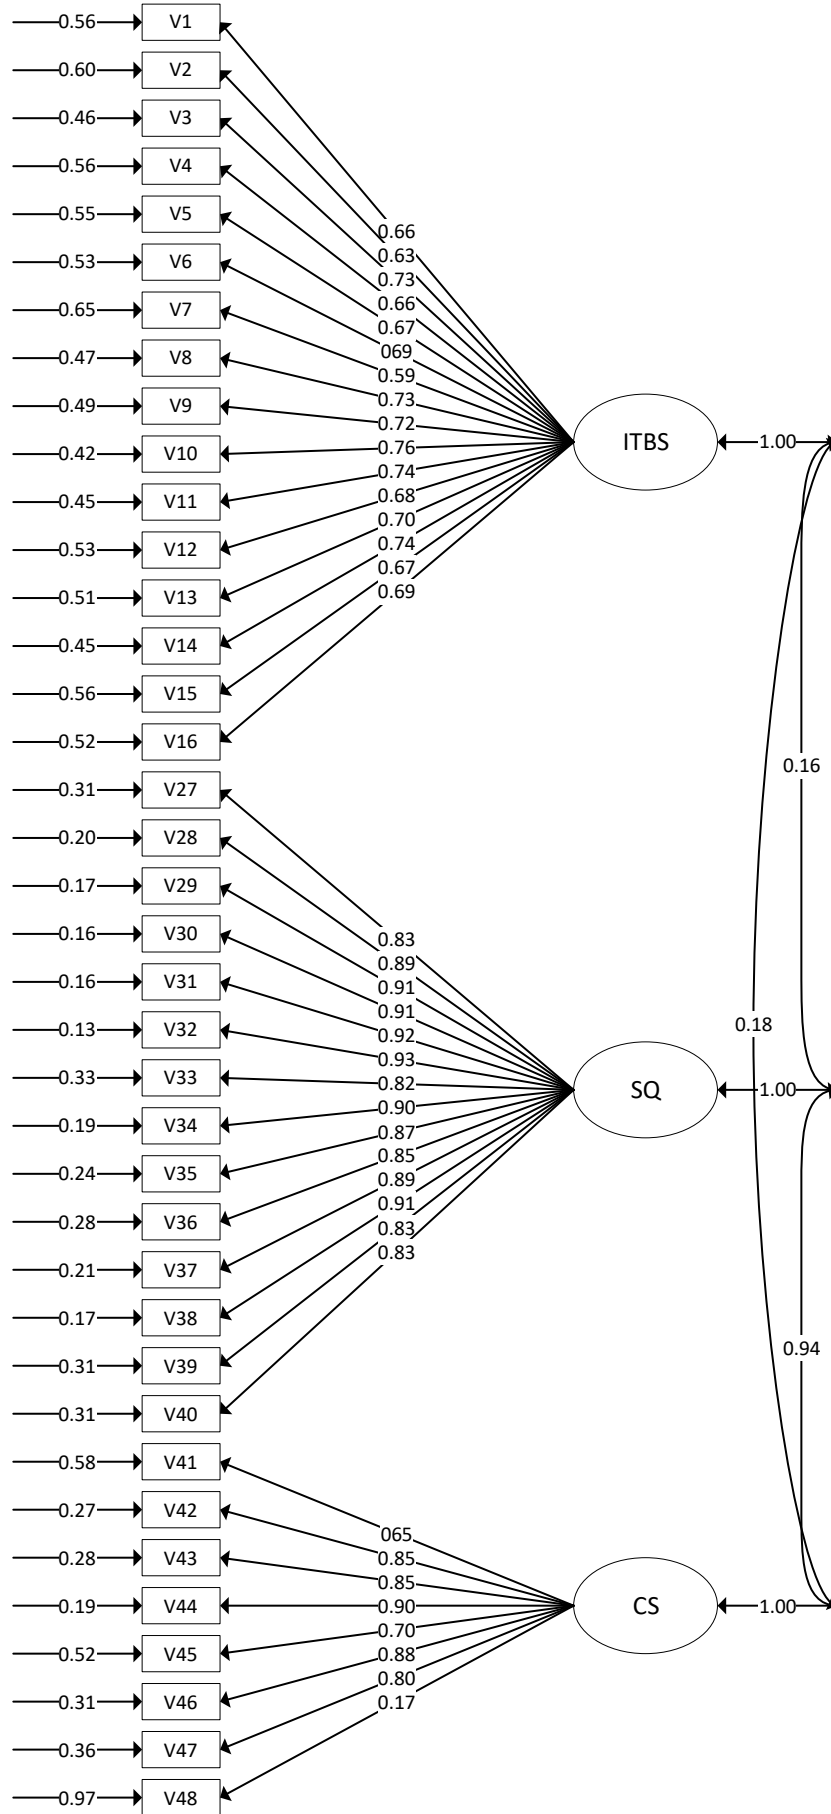 0.56 V1
0.60 V2
0.46 V3
0.56 V4
0.55 V5
0.66
0.53 V6
0.63
0.73
0.65 V7
0.66
0.67
0.47 V8
069
0.59
0.49 V9
0.73
0.72
0.42 V10
0.76
ITBS
1.00
0.74
0.45 V11
0.68
0.70
0.53 V12
0.74
0.67
0.51 V13
0.69
0.45 V14
0.56 V15
0.52 V16
0.16
0.31 V27
0.20 V28
0.17 V29
0.16 V30
0.83
0.89
0.16 V31
0.91
0.91
0.18
0.13 V32
0.92
0.93
0.33 V33
0.82
SQ
1.00
0.90
0.19 V34
0.87
0.85
0.24 V35
0.89
0.91
0.28 V36
0.83
0.83
0.21 V37
0.17 V38
0.94
0.31 V39
0.31 V40
0.58 V41
0.27 V42
065
0.85
0.28 V43
0.85
0.19 V44
0.90
CS
1.00
0.70
0.52 V45
0.88
0.80
0.31 V46
0.17
0.36 V47
0.97 V48